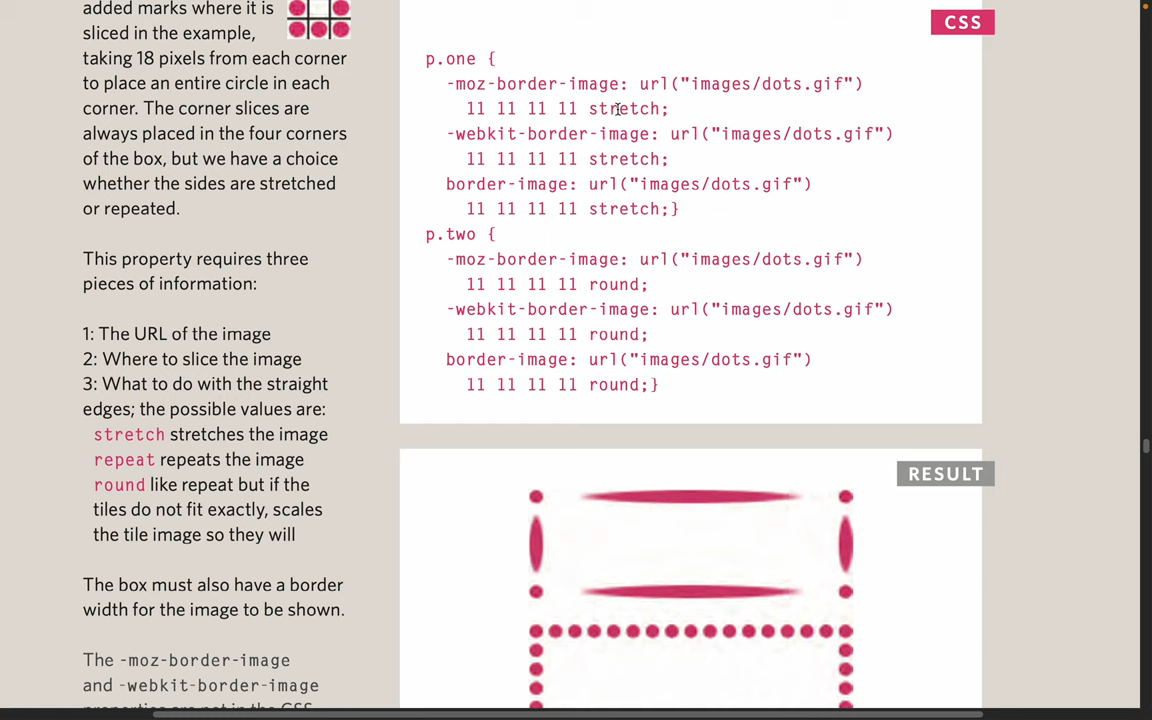 added marks where it is
sliced in the example,
taking 18 pixels from each corner
to place an entire circle in each
corner. The corner slices are
always placed in the four corners
of the box, but we have a choice
whether the sides are stretched
or repeated.
This property requires three
pieces of information:
1: The URL of the image
2: Where to slice the image
3: What to do with the straight
edges; the possible values are:
stretch stretches the image
repeat repeats the image
round like repeat but if the
tiles do not fit exactly, scales
the tile image so they will
The box must also have a border
width for the image to be shown.
The -moz-border-image
and -webkit-border-image
properties are not in the CSS
CSS
p.one {
-moz-border-image: url("images/dots.gif")
11 11 11 11 stretch;
-webkit-border-image: url("images/dots.gif")
11 11 11 11 stretch;
border-image: url("images/dots.gif")
11 11 11 11 stretch;}
p.two {
-moz-border-image: url("images/dots.gif")
11 11 11 11 round;
-webkit-border-image: url("images/dots.gif")
11 11 11 11 round;
border-image: url("images/dots.gif")
11 11 11 11 round;}
RESULT